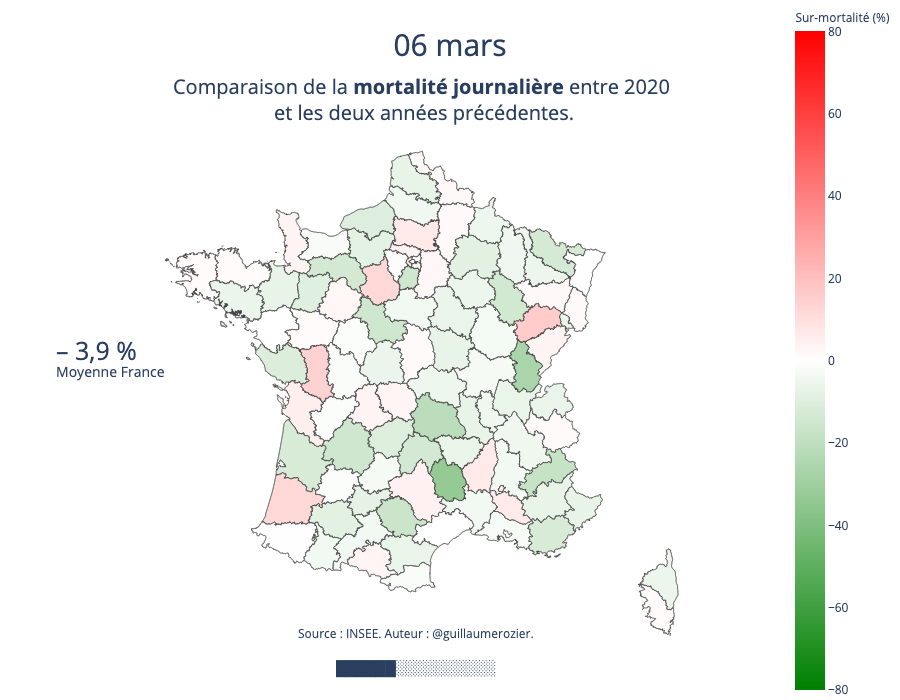 06 mars
Comparaison de la mortalité journalière entre 2020
et les deux années précédentes.
– 3,9 %
Moyenne France
Sur-mortalité (%)
80
60
40
20
0
−20
−40
−60
−80
Source : INSEE. Auteur : @guillaumerozier.